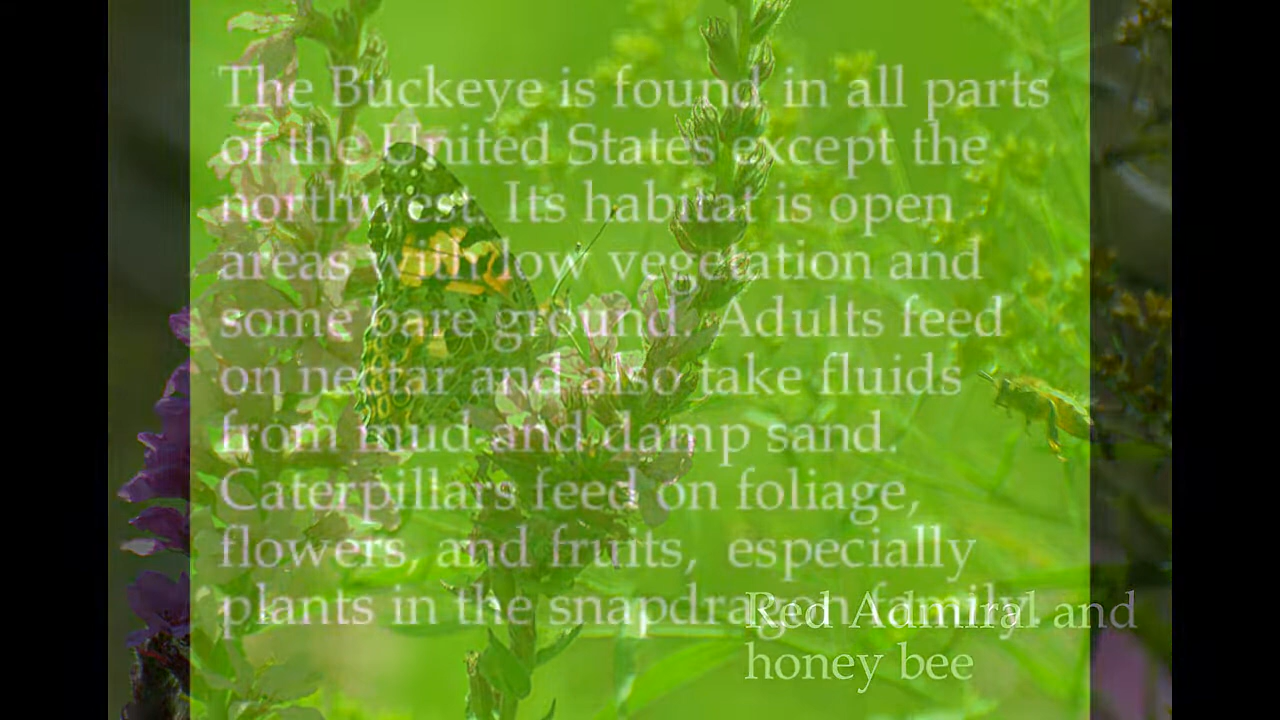 The Buckeye is found in all parts
of the United States except the
northwest. Its habitat is open
areas with low vegetation and
some bare ground. Adults feed
on nectar and also take fluids
from mud and damp sand.
Caterpillars feed on foliage,
flowers, and fruits, especially
plants in the snapdragon family.
Red Admiral and
honey bee